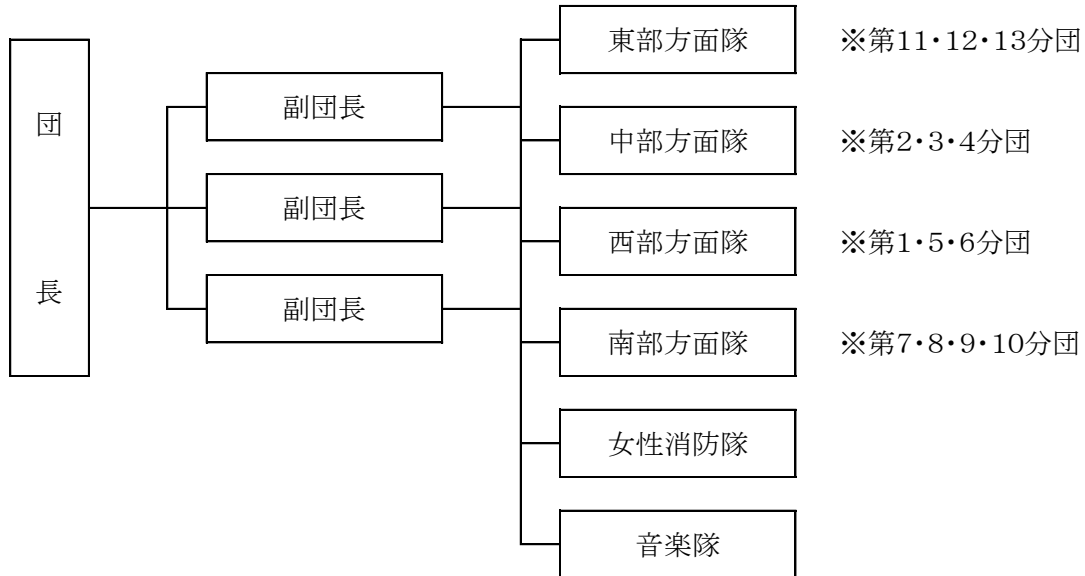 団長
副団長
副団長
副団長
東部方面隊 ※第11・12・13分団
中部方面隊 ※第2・3・4分団
西部方面隊 ※第1・5・6分団
南部方面隊 ※第7・8・9・10分団
女性消防隊
音楽隊